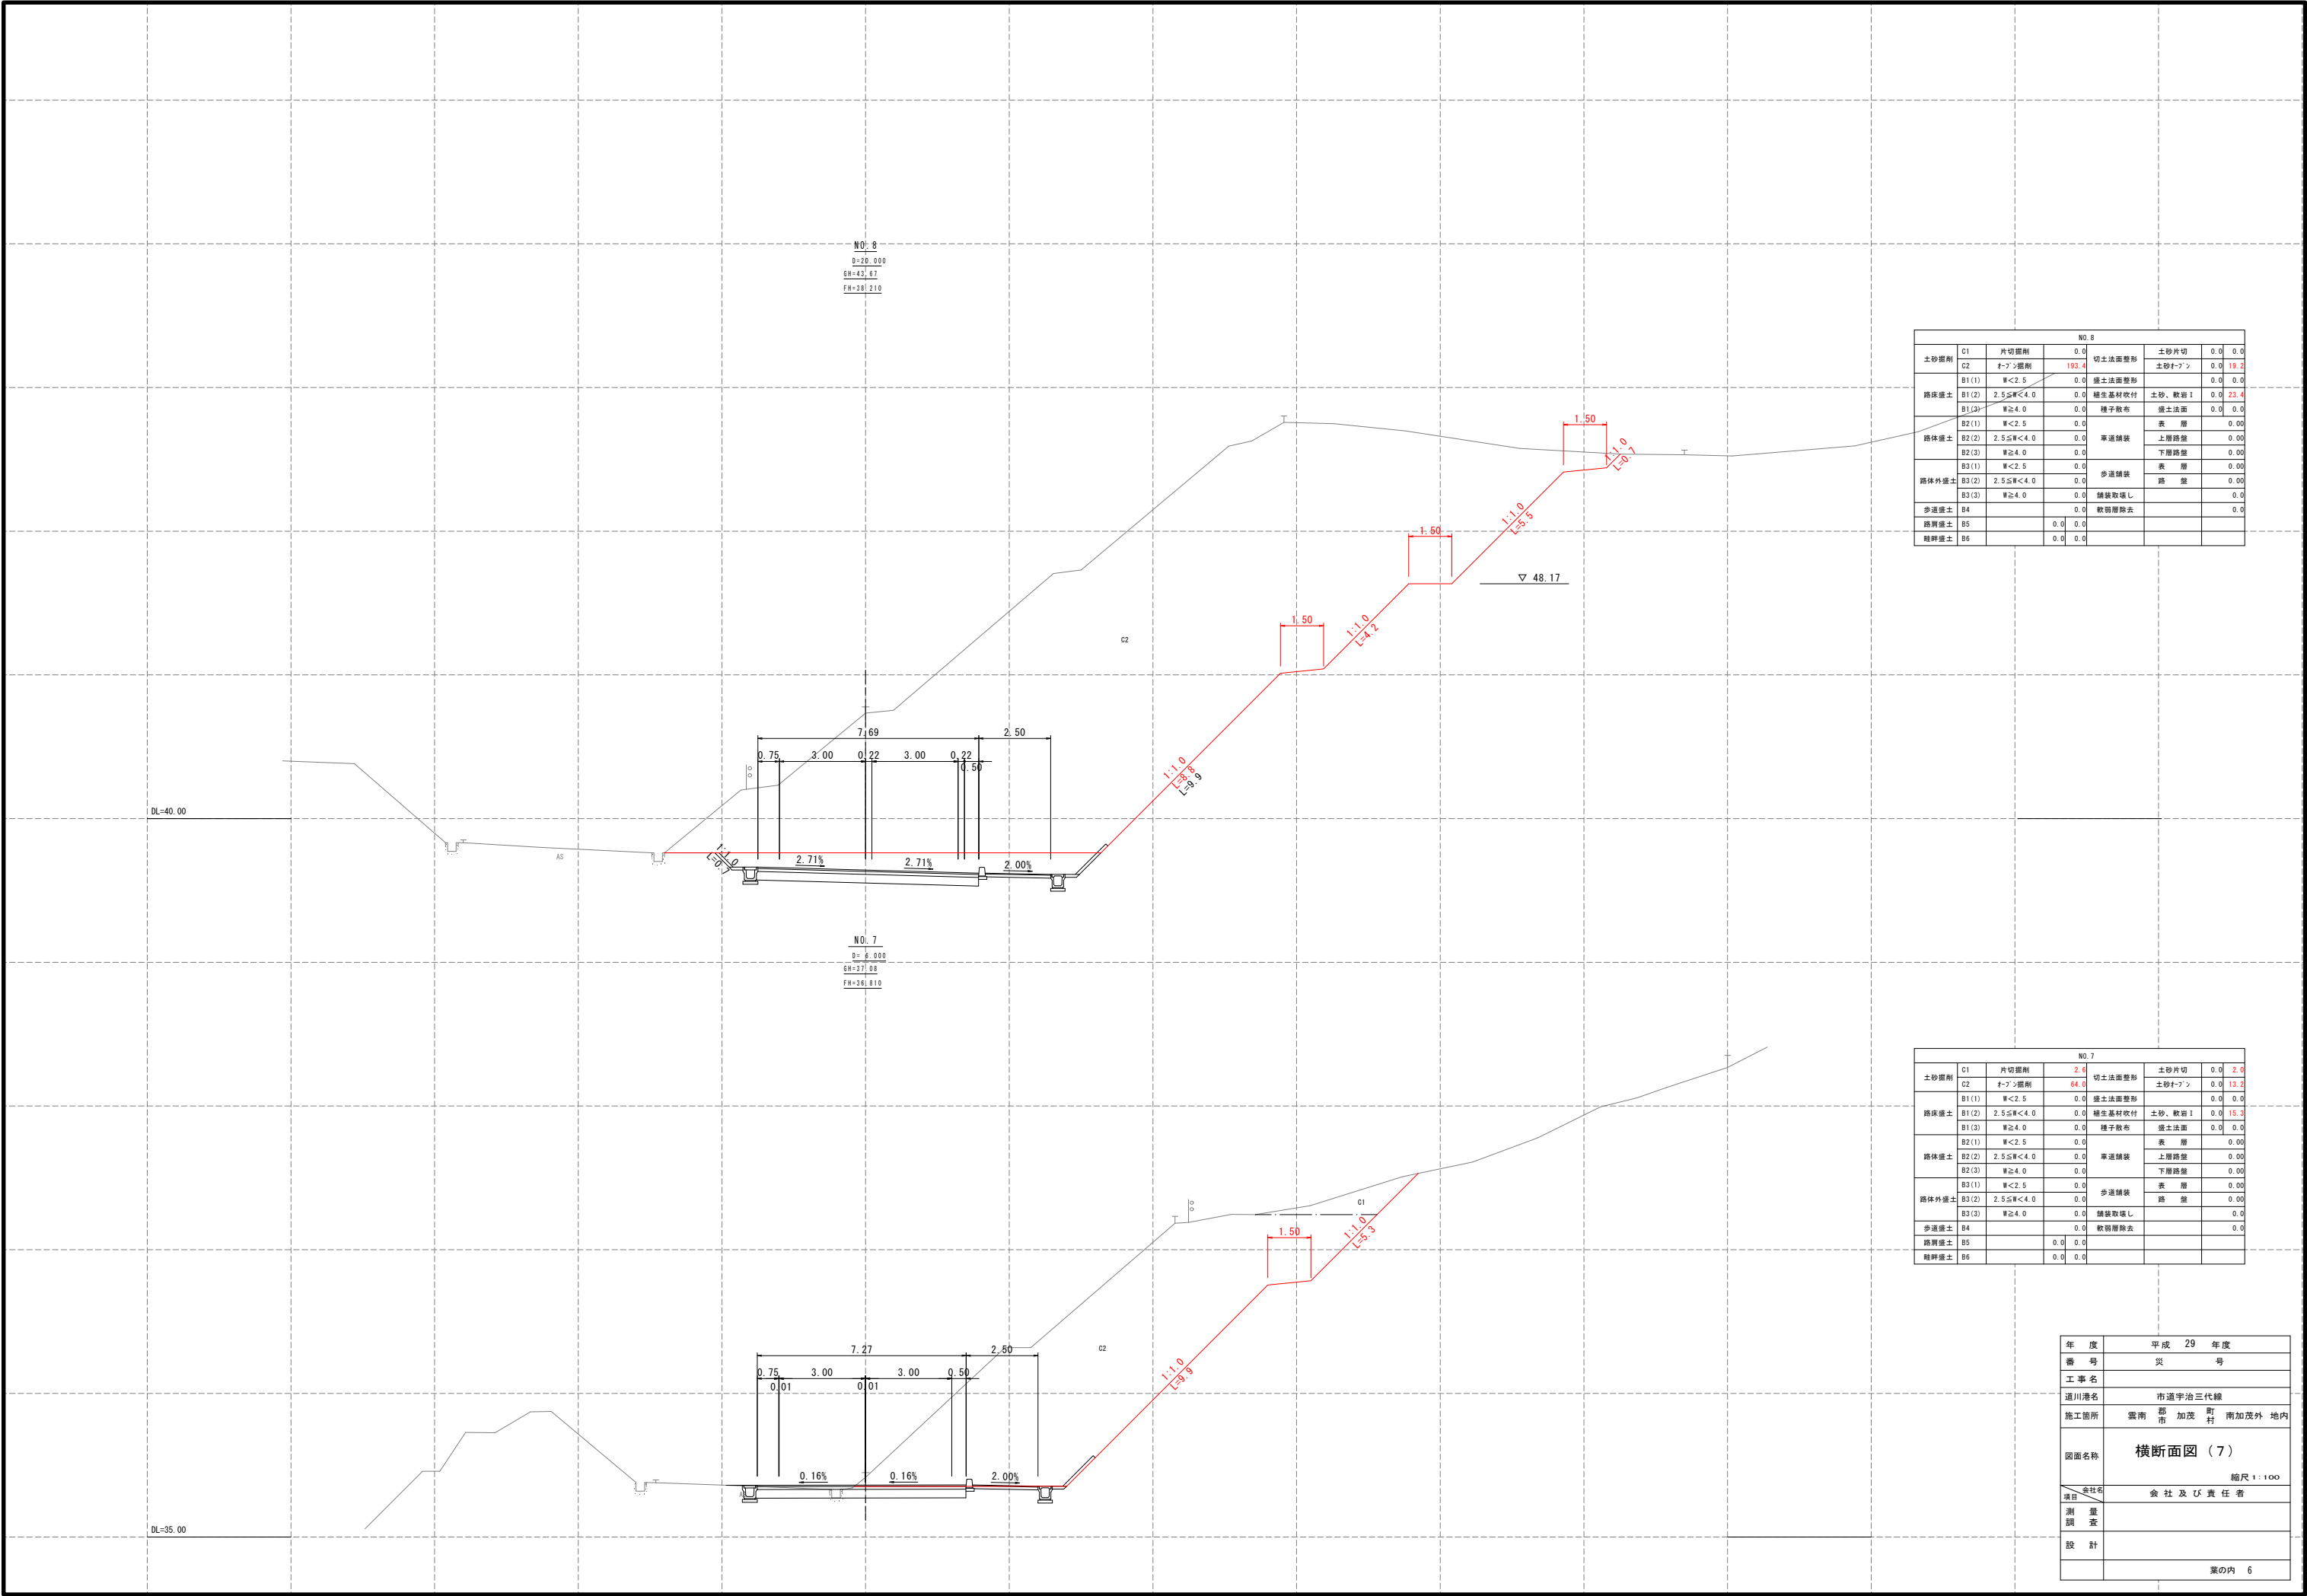 NO. 8
D=20.000
GH=43.67
FH=38.210
1.50
1:1.0
L=0.7
1:1.0
L=5.5
1.50
▽ 48.17
1.50
1:1.0
L=4.2
C2
7.69
2.50
0.75
3.00
0.22
3.00
0.22
0.50
1:1.0
L=8.8
L=9.9
DL=40.00
AS
1:1.0
2.71%
2.71%
2.00%
NO. 8
土砂掘削 C1 片切掘削 0.0 切土法面整形 土砂片切 0.0 0.0
C2 オープン掘削 193.4 土砂オープン 0.0 19.2
路床盛土 B1(1) W<2.5 0.0 盛土法面整形 0.0 0.0
B1(2) 2.5≦W<4.0 0.0 植生基材吹付 土砂、軟岩Ⅰ 0.0 23.4
B1(3) W≧4.0 0.0 種子散布 盛土法面 0.0 0.0
路体盛土 B2(1) W<2.5 0.0 車道舗装 表 層 0.00
B2(2) 2.5≦W<4.0 0.0 上層路盤 0.00
B2(3) W≧4.0 0.0 下層路盤 0.00
路体外盛土 B3(1) W<2.5 0.0 歩道舗装 表 層 0.00
B3(2) 2.5≦W<4.0 0.0 路 盤 0.00
B3(3) W≧4.0 0.0 舗装取壊し 0.0
歩道盛土 B4 0.0 軟弱層除去 0.0
路肩盛土 B5 0.0 0.0
畦畔盛土 B6 0.0 0.0
NO. 7
D= 6.000
GH=37.08
FH=36.810
C1
1.50
1:1.0
L=5.3
7.27
2.50
C2
0.75
3.00
3.00
0.50
0.01
0.01
1:1.0
L=9.9
0.16%
0.16%
2.00%
DL=35.00
NO. 7
土砂掘削 C1 片切掘削 2.6 切土法面整形 土砂片切 0.0 2.0
C2 オープン掘削 64.0 土砂オープン 0.0 13.2
路床盛土 B1(1) W<2.5 0.0 盛土法面整形 0.0 0.0
B1(2) 2.5≦W<4.0 0.0 植生基材吹付 土砂、軟岩Ⅰ 0.0 15.3
B1(3) W≧4.0 0.0 種子散布 盛土法面 0.0 0.0
路体盛土 B2(1) W<2.5 0.0 車道舗装 表 層 0.00
B2(2) 2.5≦W<4.0 0.0 上層路盤 0.00
B2(3) W≧4.0 0.0 下層路盤 0.00
路体外盛土 B3(1) W<2.5 0.0 歩道舗装 表 層 0.00
B3(2) 2.5≦W<4.0 0.0 路 盤 0.00
B3(3) W≧4.0 0.0 舗装取壊し 0.0
歩道盛土 B4 0.0 軟弱層除去 0.0
路肩盛土 B5 0.0 0.0
畦畔盛土 B6 0.0 0.0
年 度 平成 29 年度
番 号 災 号
工事名
道川港名 市道宇治三代線
施工箇所 雲南 郡市 加茂 町村 南加茂外 地内
図面名称 横断面図（7）
縮尺 1:100
会社名
項目 会 社 及 び 責 任 者
測 量
調 査
設 計
葉の内 6